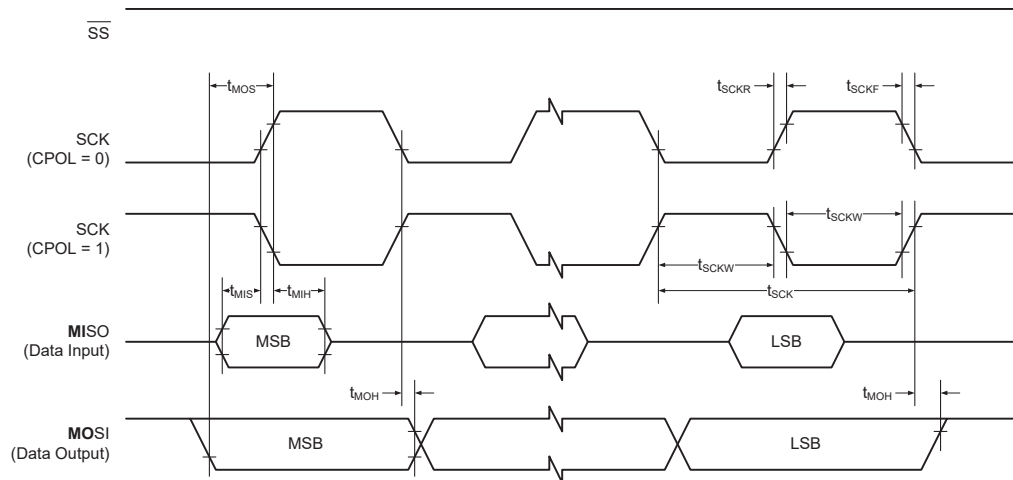 SS
tMOS
tSCKR
tSCKF
SCK
(CPOL = 0)
SCK
(CPOL = 1)
tSCKW
tSCKW
tSCK
tMIS
tMIH
MISO
(Data Input)
MSB
LSB
tMOH
tMOH
MOSI
(Data Output)
MSB
LSB